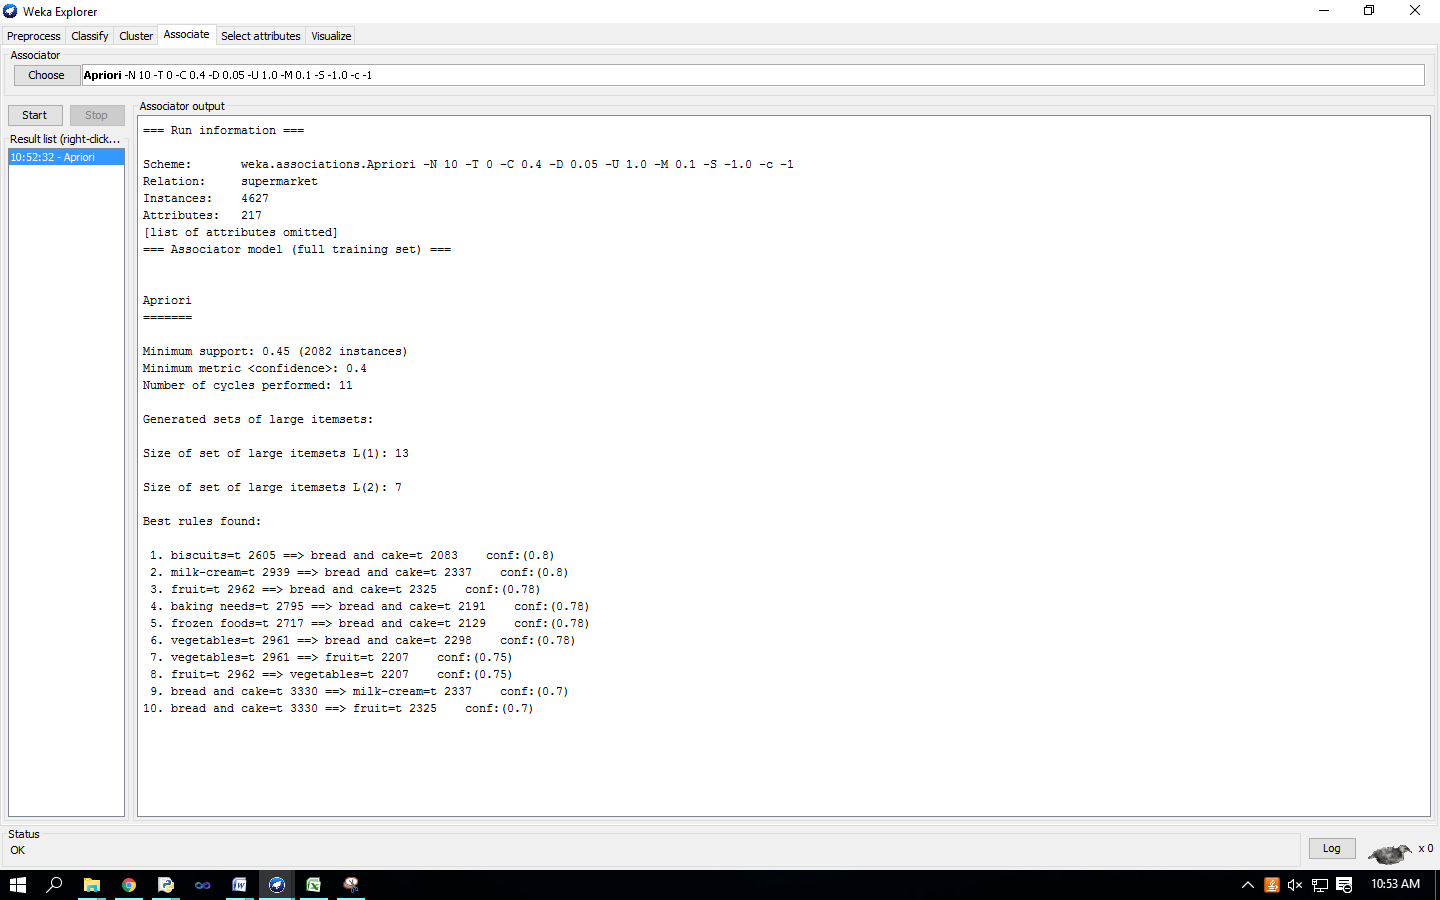 Weka Explorer
Preprocess Classify Cluster Associate Select attributes Visualize
Associator
Choose Apriori -N 10 -T 0 -C 0.4 -D 0.05 -U 1.0 -M 0.1 -S -1.0 -c -1
Start Stop
Result list (right-click...
10:52:32 - Apriori
Associator output
=== Run information ===
Scheme: weka.associations.Apriori -N 10 -T 0 -C 0.4 -D 0.05 -U 1.0 -M 0.1 -S -1.0 -c -1
Relation: supermarket
Instances: 4627
Attributes: 217
[list of attributes omitted]
=== Associator model (full training set) ===
Apriori
=======
Minimum support: 0.45 (2082 instances)
Minimum metric <confidence>: 0.4
Number of cycles performed: 11
Generated sets of large itemsets:
Size of set of large itemsets L(1): 13
Size of set of large itemsets L(2): 7
Best rules found:
1. biscuits=t 2605 ==> bread and cake=t 2083 conf:(0.8)
2. milk-cream=t 2939 ==> bread and cake=t 2337 conf:(0.8)
3. fruit=t 2962 ==> bread and cake=t 2325 conf:(0.78)
4. baking needs=t 2795 ==> bread and cake=t 2191 conf:(0.78)
5. frozen foods=t 2717 ==> bread and cake=t 2129 conf:(0.78)
6. vegetables=t 2961 ==> bread and cake=t 2298 conf:(0.78)
7. vegetables=t 2961 ==> fruit=t 2207 conf:(0.75)
8. fruit=t 2962 ==> vegetables=t 2207 conf:(0.75)
9. bread and cake=t 3330 ==> milk-cream=t 2337 conf:(0.7)
10. bread and cake=t 3330 ==> fruit=t 2325 conf:(0.7)
Status
OK
Log x 0
10:53 AM